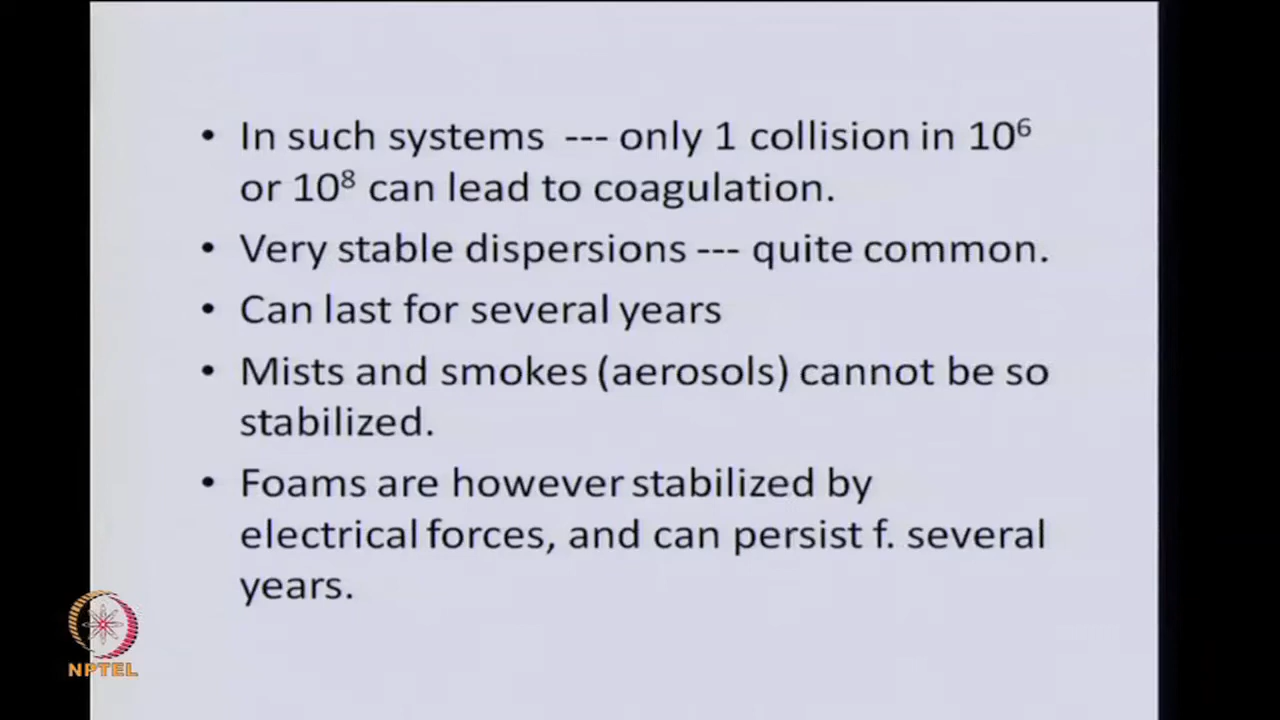 • In such systems --- only 1 collision in 10⁶
or 10⁸ can lead to coagulation.
• Very stable dispersions --- quite common.
• Can last for several years
• Mists and smokes (aerosols) cannot be so
stabilized.
• Foams are however stabilized by
electrical forces, and can persist f. several
years.
NPTEL